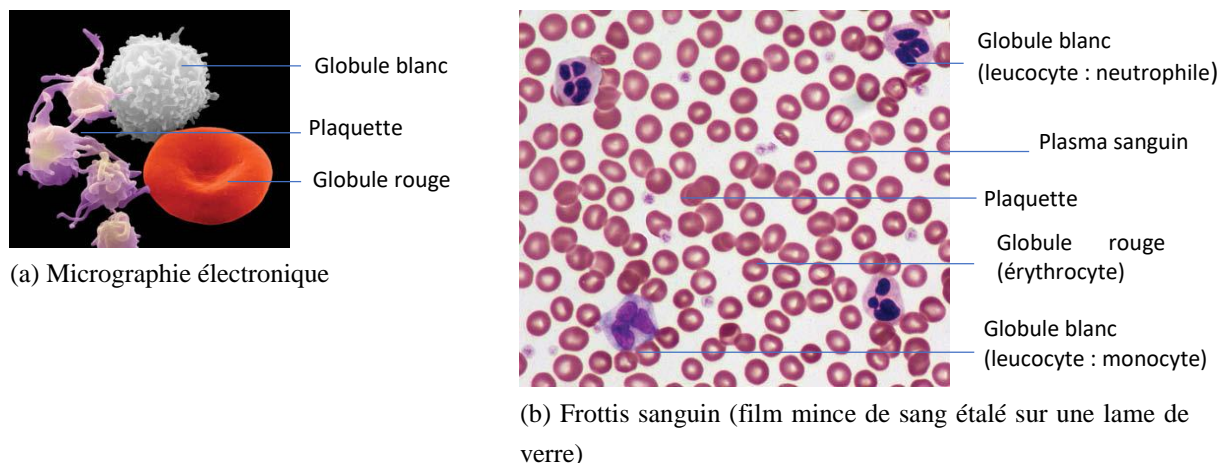 Globule blanc
Plaquette
Globule rouge
(a) Micrographie électronique
Globule blanc
(leucocyte : neutrophile)
Plasma sanguin
Plaquette
Globule rouge
(érythrocyte)
Globule blanc
(leucocyte : monocyte)
(b) Frottis sanguin (film mince de sang étalé sur une lame de
verre)